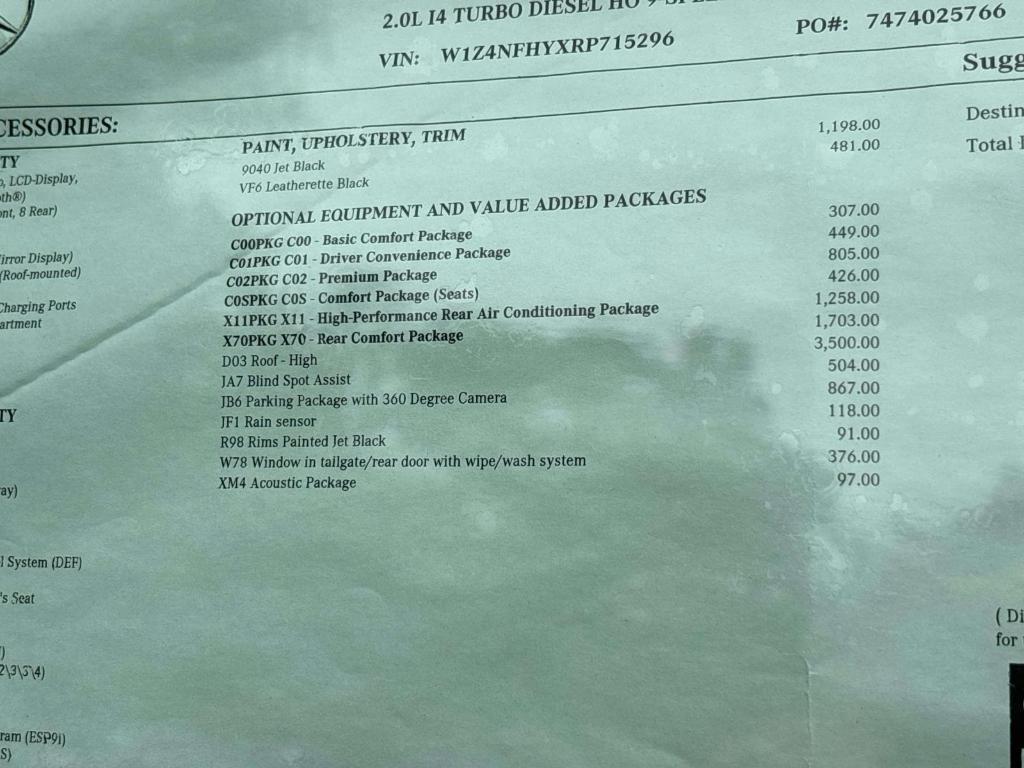 2.0L I4 TURBO DIESEL HO 9-SPE
VIN: W1Z4NFHYXRP715296 PO#: 7474025766
Sugg
CESSORIES:
Destin
PAINT, UPHOLSTERY, TRIM
TY
9040 Jet Black 1,198.00
Total
VF6 Leatherette Black 481.00
o, LCD-Display,
oth®)
ont, 8 Rear)
OPTIONAL EQUIPMENT AND VALUE ADDED PACKAGES
C00PKG C00 - Basic Comfort Package 307.00
C01PKG C01 - Driver Convenience Package 449.00
Mirror Display)
C02PKG C02 - Premium Package 805.00
(Roof-mounted)
C0SPKG C0S - Comfort Package (Seats) 426.00
Charging Ports
X11PKG X11 - High-Performance Rear Air Conditioning Package 1,258.00
artment
X70PKG X70 - Rear Comfort Package 1,703.00
D03 Roof - High 3,500.00
JA7 Blind Spot Assist 504.00
JB6 Parking Package with 360 Degree Camera 867.00
TY
JF1 Rain sensor 118.00
R98 Rims Painted Jet Black 91.00
W78 Window in tailgate/rear door with wipe/wash system 376.00
XM4 Acoustic Package 97.00
ay)
l System (DEF)
's Seat
( Di
for
)
2\3\3\4)
ram (ESP9i)
S)